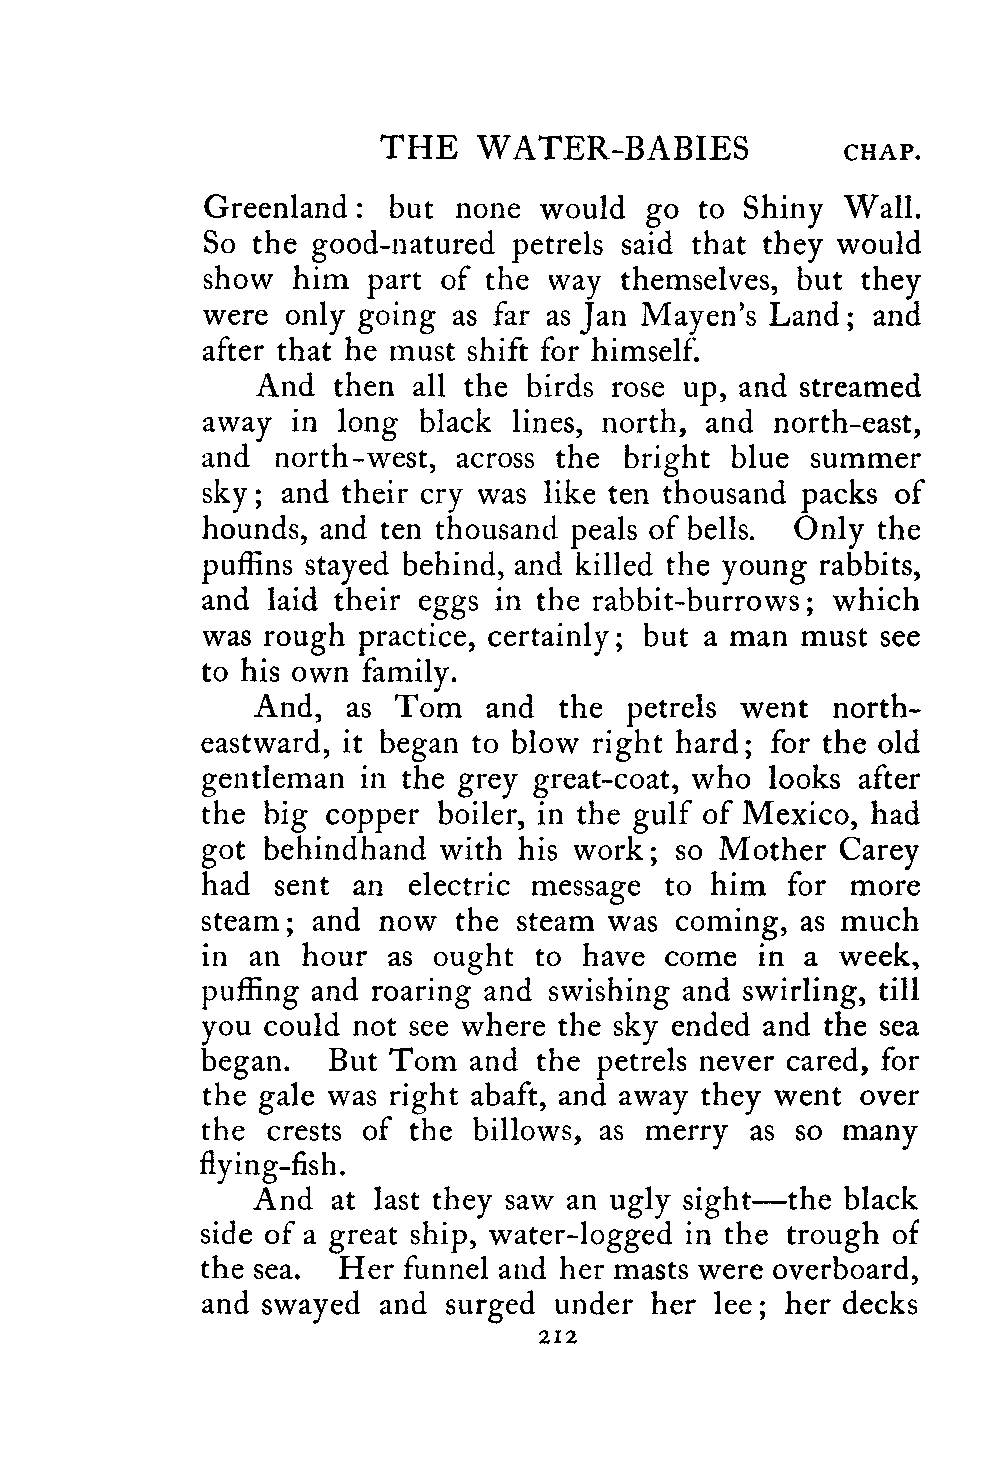 THE WATER-BABIES CHAP.
Greenland: but none would go to Shiny Wall.
So the good-natured petrels said that they would
show him part of the way themselves, but they
were only going as far as Jan Mayen's Land; and
after that he must shift for himself.
And then all the birds rose up, and streamed
away in long black lines, north, and north-east,
and north-west, across the bright blue summer
sky; and their cry was like ten thousand packs of
hounds, and ten thousand peals of bells. Only the
puffins stayed behind, and killed the young rabbits,
and laid their eggs in the rabbit-burrows; which
was rough practice, certainly; but a man must see
to his own family.
And, as Tom and the petrels went north-
eastward, it began to blow right hard; for the old
gentleman in the grey great-coat, who looks after
the big copper boiler, in the gulf of Mexico, had
got behindhand with his work; so Mother Carey
had sent an electric message to him for more
steam; and now the steam was coming, as much
in an hour as ought to have come in a week,
puffing and roaring and swishing and swirling, till
you could not see where the sky ended and the sea
began. But Tom and the petrels never cared, for
the gale was right abaft, and away they went over
the crests of the billows, as merry as so many
flying-fish.
And at last they saw an ugly sight—the black
side of a great ship, water-logged in the trough of
the sea. Her funnel and her masts were overboard,
and swayed and surged under her lee; her decks
212